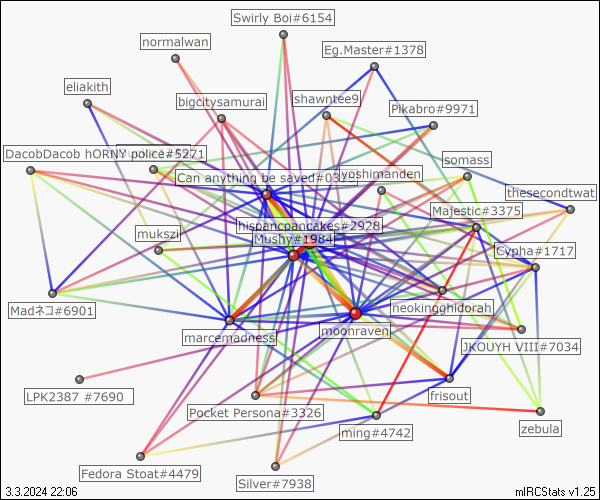 Swirly Boi#6154
normalwan
Eg.Master#1378
eliakith
bigcitysamurai
shawntee9
Pikabro#9971
DacobDacob hORNY police#5271
somass
Can anything be saved#03
yoshimanden
thesecondtwat
Majestic#3375
hispancpancakes#2928
mukszi
Mushy#1984
Cypha#1717
Madネコ#6901
neokingghidorah
marcemadness
moonraven
JKOUYH VIII#7034
LPK2387 #7690
frisout
Pocket Persona#3326
zebula
ming#4742
Fedora Stoat#4479
Silver#7938
3.3.2024 22:06
mIRCStats v1.25